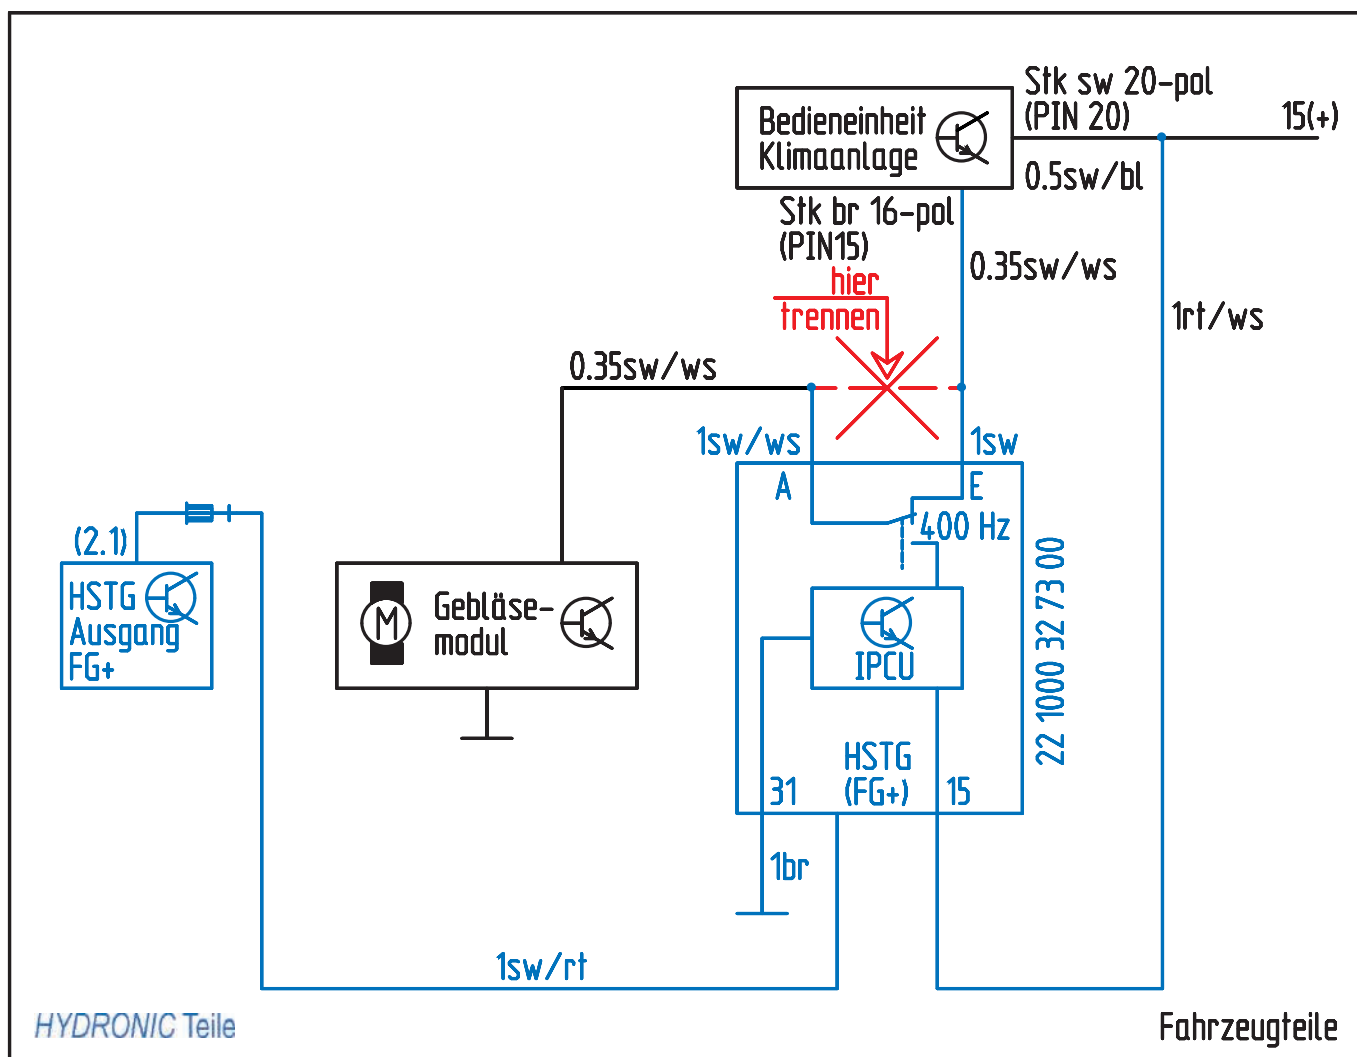 Stk sw 20-pol
(PIN 20)
15(+)
Bedieneinheit
Klimaanlage
0.5sw/bl
Stk br 16-pol
(PIN15)
0.35sw/ws
hier
trennen
1rt/ws
0.35sw/ws
1sw/ws
1sw
A
E
400 Hz
(2.1)
HSTG
Ausgang
FG+
M
Gebläse-
modul
IPCU
22 1000 32 73 00
HSTG
(FG+)
31
15
1br
1sw/rt
HYDRONIC Teile
Fahrzeugteile